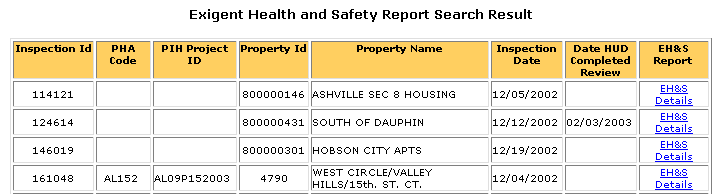 Exigent Health and Safety Report Search Result
Inspection Id PHA Code PIH Project ID Property Id Property Name Inspection Date Date HUD Completed Review EH&S Report
114121 800000146 ASHVILLE SEC 8 HOUSING 12/05/2002 EH&S Details
124614 800000431 SOUTH OF DAUPHIN 12/12/2002 02/03/2003 EH&S Details
146019 800000301 HOBSON CITY APTS 12/19/2002 EH&S Details
161048 AL152 AL09P152003 4790 WEST CIRCLE/VALLEY HILLS/15th. ST. CT. 12/04/2002 EH&S Details